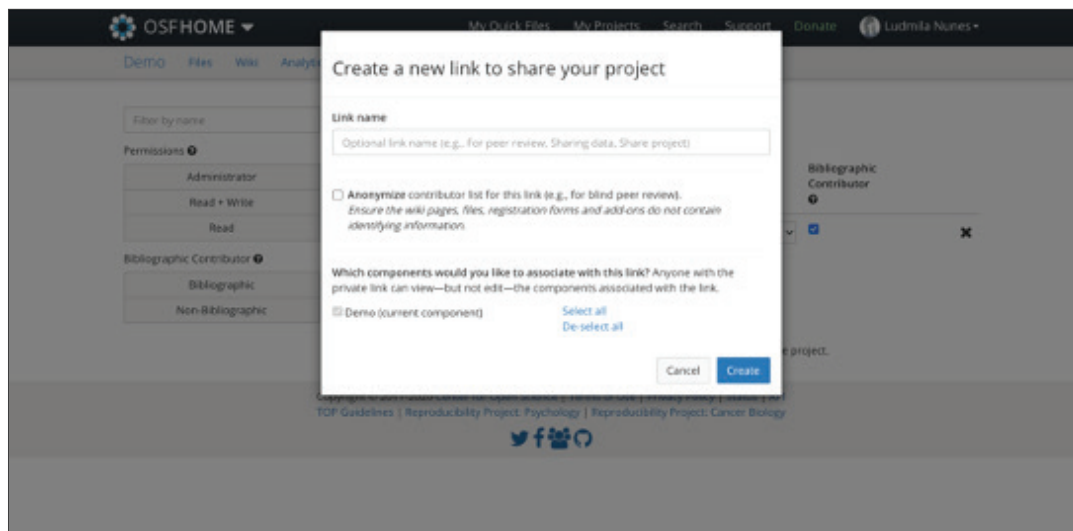 OSFHOME
My Quick Files My Projects Search Support Donate Ludmila Nunes
Demo Files Wiki
Create a new link to share your project
Filter by name
Permissions
Administrator
Read + Write
Read
Bibliographic Contributor
Bibliographic
Non-Bibliographic
Link name
Optional link name (e.g., For peer review, Sharing data, Share project)
Anonymize contributor list for this link (e.g., for blind peer review).
Ensure the wiki pages, files, registration forms and add-ons do not contain
identifying information.
Which components would you like to associate with this link? Anyone with the
private link can view—but not edit—the components associated with the link.
Demo (current component)
Select all
De-select all
Cancel Create
Bibliographic
Contributor
project.
TOP Guidelines | Reproducibility Project: Psychology | Reproducibility Project: Cancer Biology